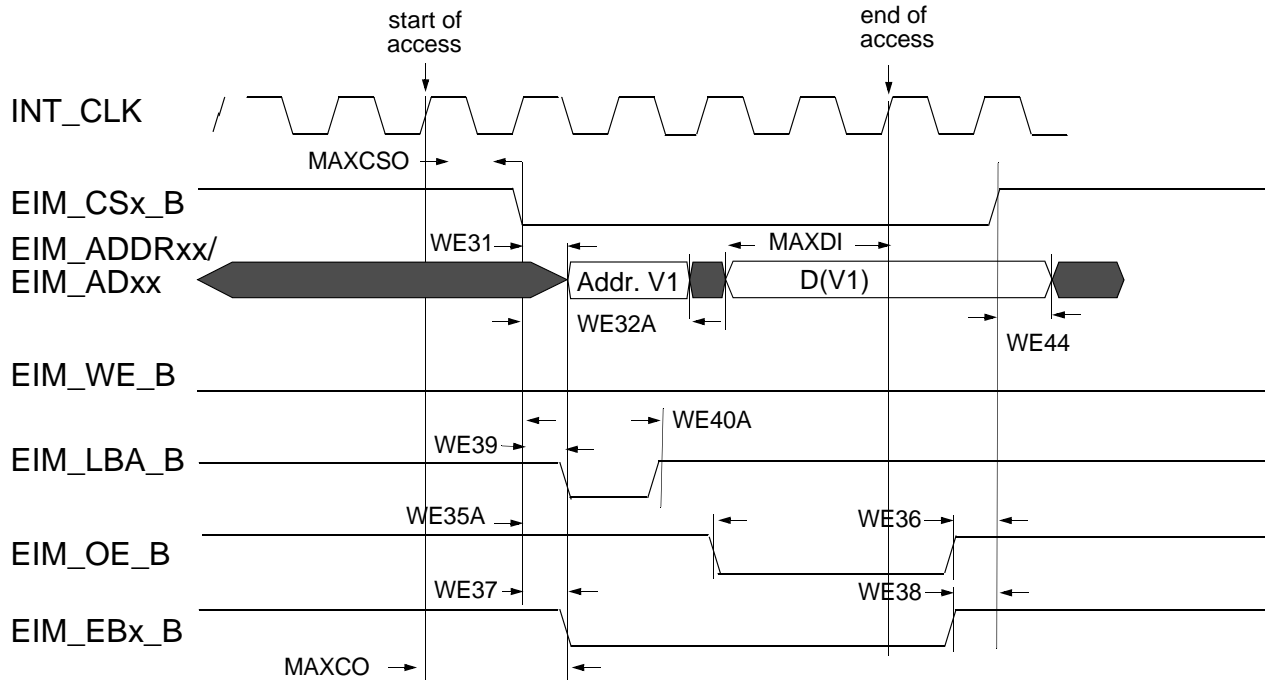 start of
access
end of
access
INT_CLK
MAXCSO
EIM_CSx_B
EIM_ADDRxx/
EIM_ADxx
WE31
MAXDI
Addr. V1
D(V1)
WE32A
WE44
EIM_WE_B
WE40A
WE39
EIM_LBA_B
WE35A
WE36
EIM_OE_B
WE37
WE38
EIM_EBx_B
MAXCO